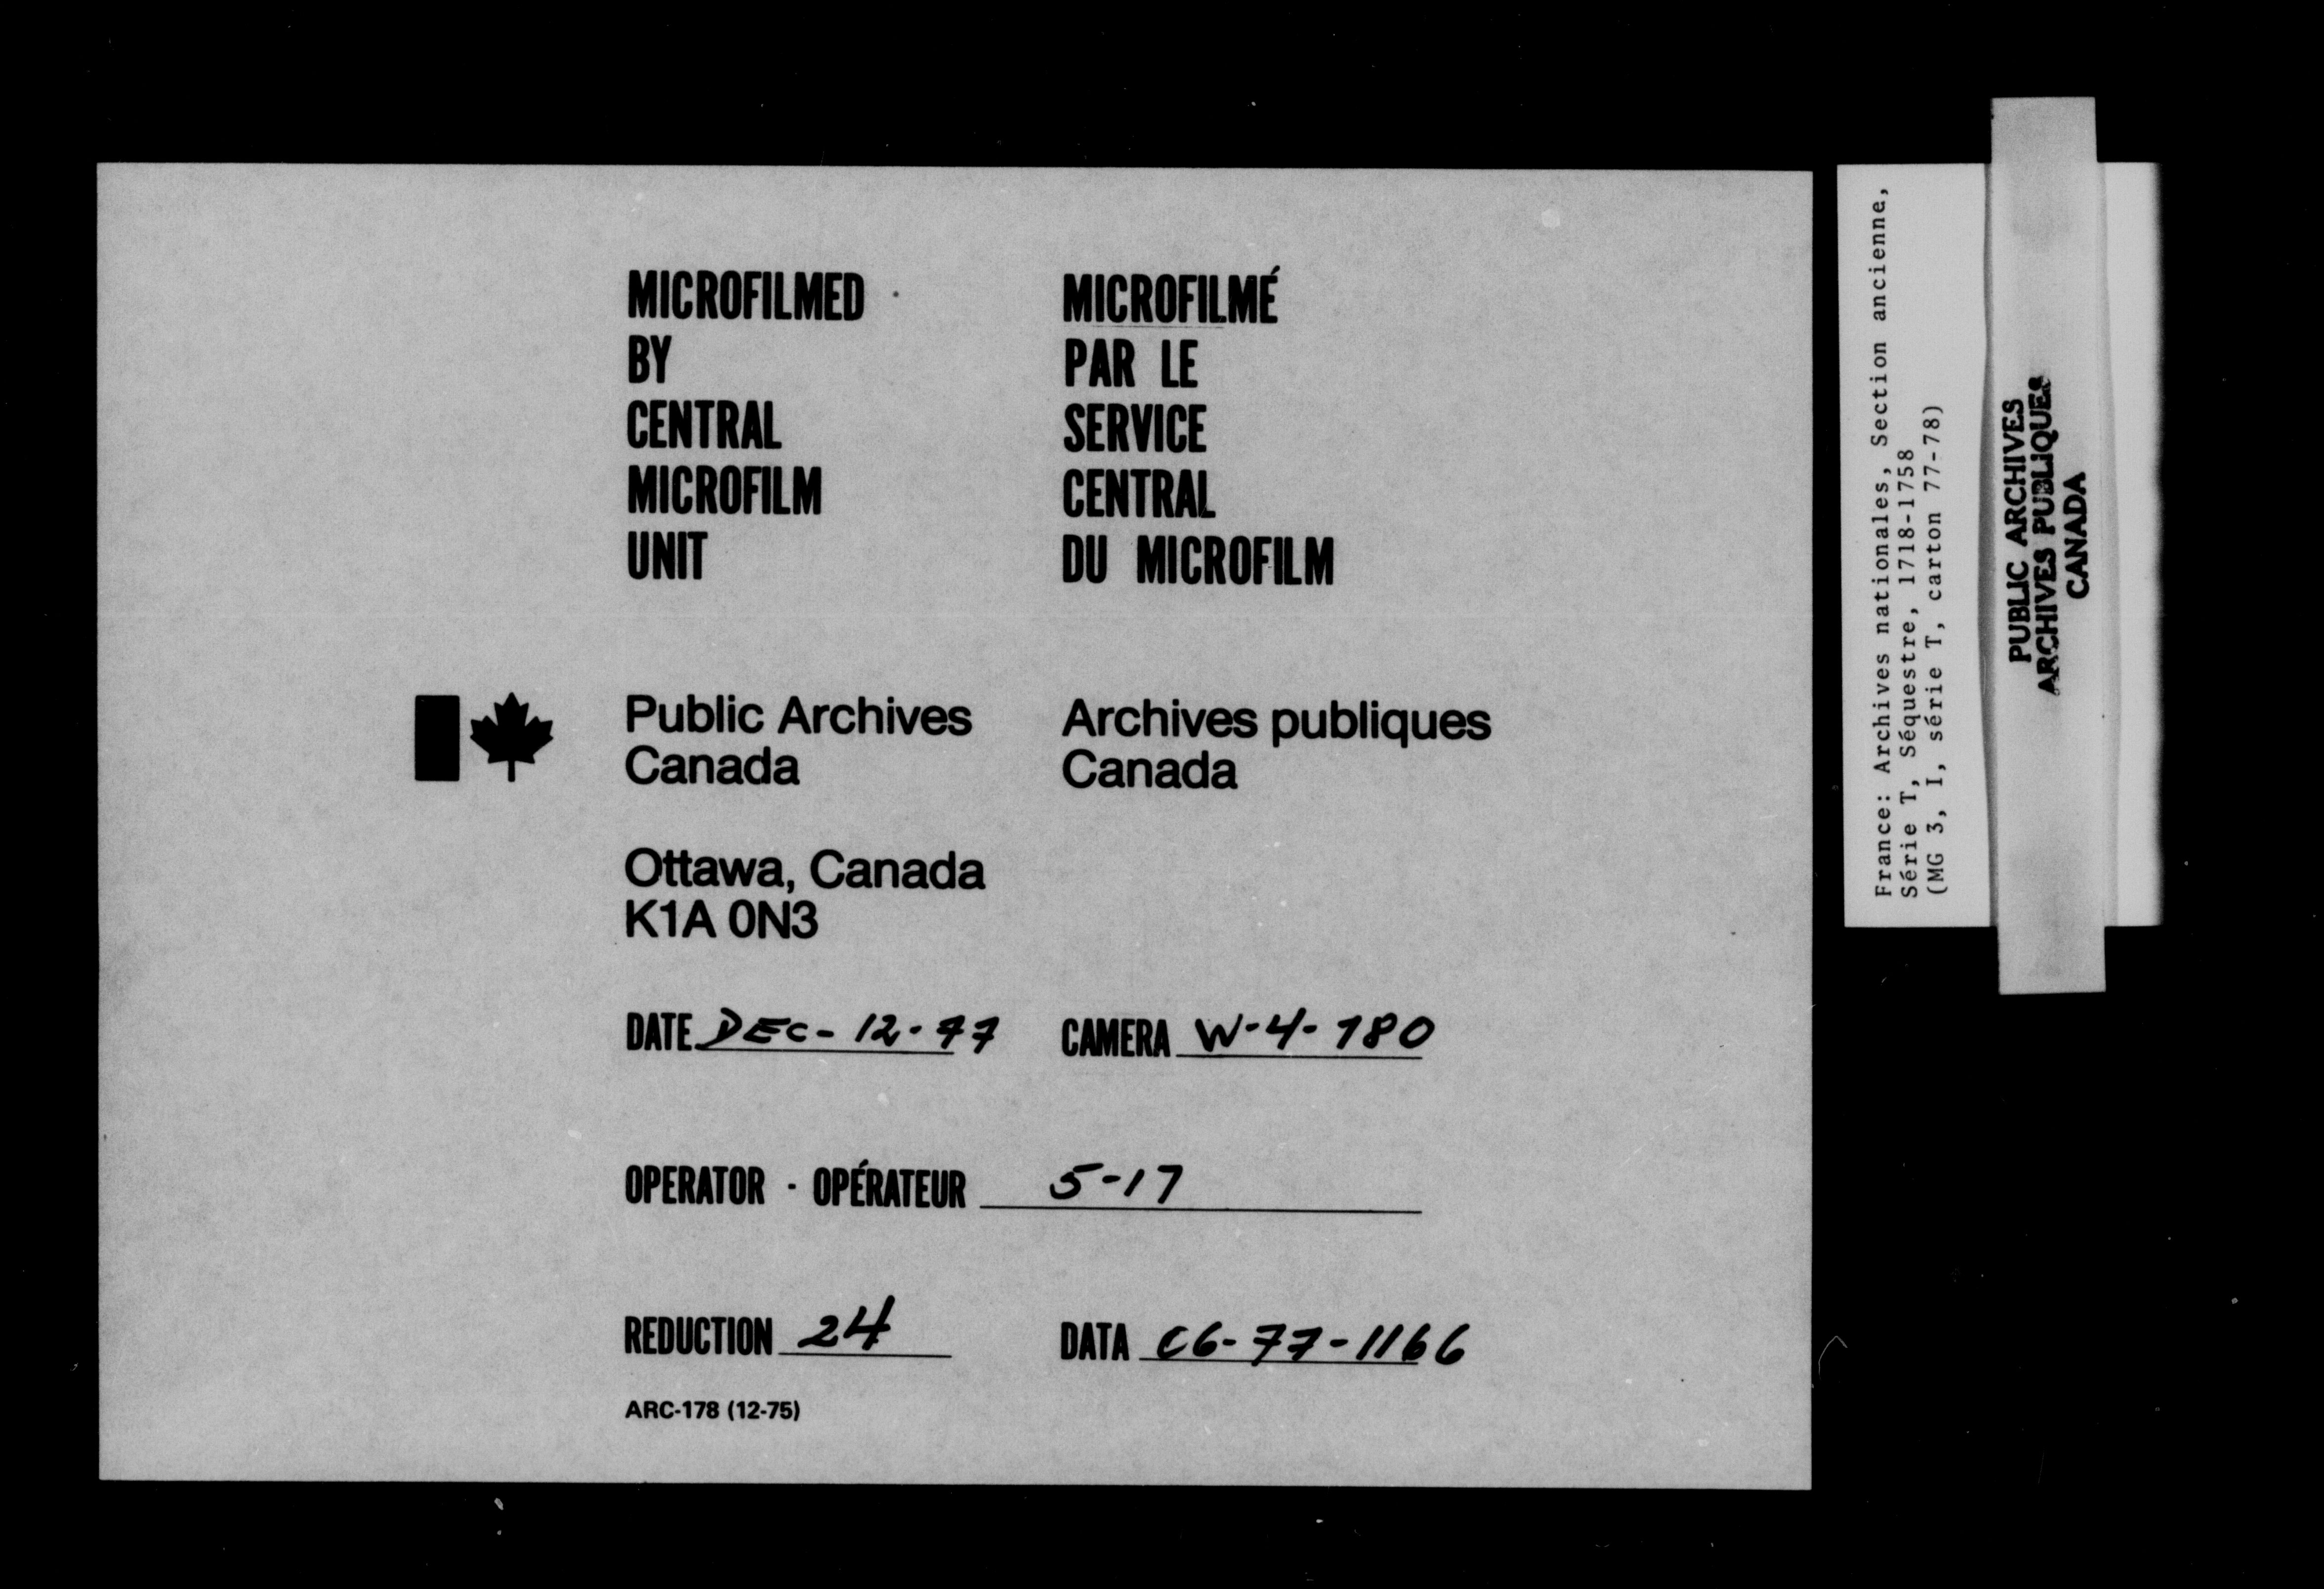 MICROFILMED
BY
CENTRAL
MICROFILM
UNIT
MICROFILMÉ
PAR LE
SERVICE
CENTRAL
DU MICROFILM
Public Archives
Canada
Archives publiques
Canada
Ottawa, Canada
K1A 0N3
DATE DEC-12-77 CAMERA W-4-780
OPERATOR - OPÉRATEUR 5-17
REDUCTION 24 DATA C6-77-1166
ARC-178 (12-75)
France: Archives nationales, Section ancienne,
Série T, Séquestre, 1718-1758
(MG 3, I, série T, carton 77-78)
PUBLIC ARCHIVES
ARCHIVES PUBLIQUES
CANADA